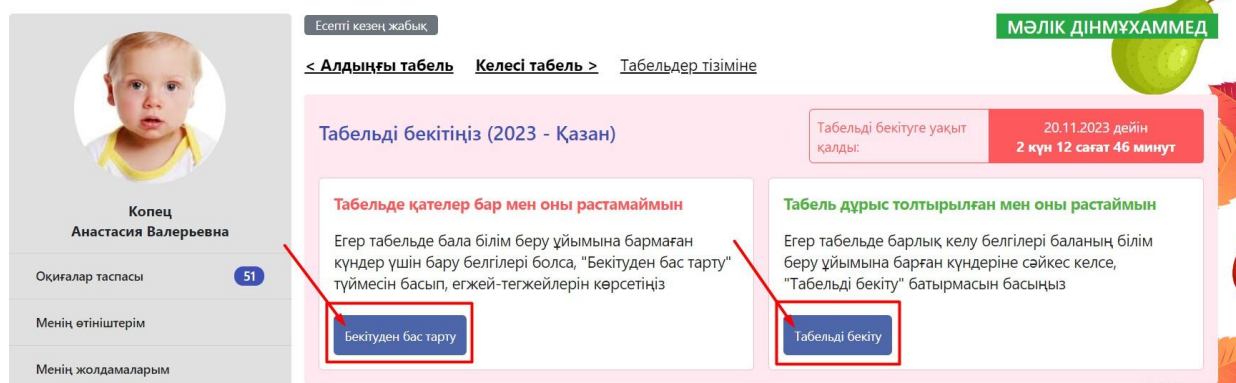 Есепті кезең жабық
МӘЛІК ДІНМҰХАММЕД
< Алдыңғы табель Келесі табель > Табельдер тізіміне
Табельді бекітіңіз (2023 - Қазан)
Табельді бекітуге уақыт
қалды:
20.11.2023 дейін
2 күн 12 сағат 46 минут
Табельде қателер бар мен оны растамаймын
Егер табельде бала білім беру ұйымына бармаған
күндер үшін бару белгілері болса, "Бекітуден бас тарту"
түймесін басып, егжей-тегжейлерін көрсетіңіз
Бекітуден бас тарту
Табель дұрыс толтырылған мен оны растаймын
Егер табельде барлық келу белгілері баланың білім
беру ұйымына барған күндеріне сәйкес келсе,
"Табельді бекіту" батырмасын басыңыз
Табельді бекіту
Копец
Анастасия Валерьевна
Оқиғалар таспасы 51
Менің өтініштерім
Менің жолдамаларым